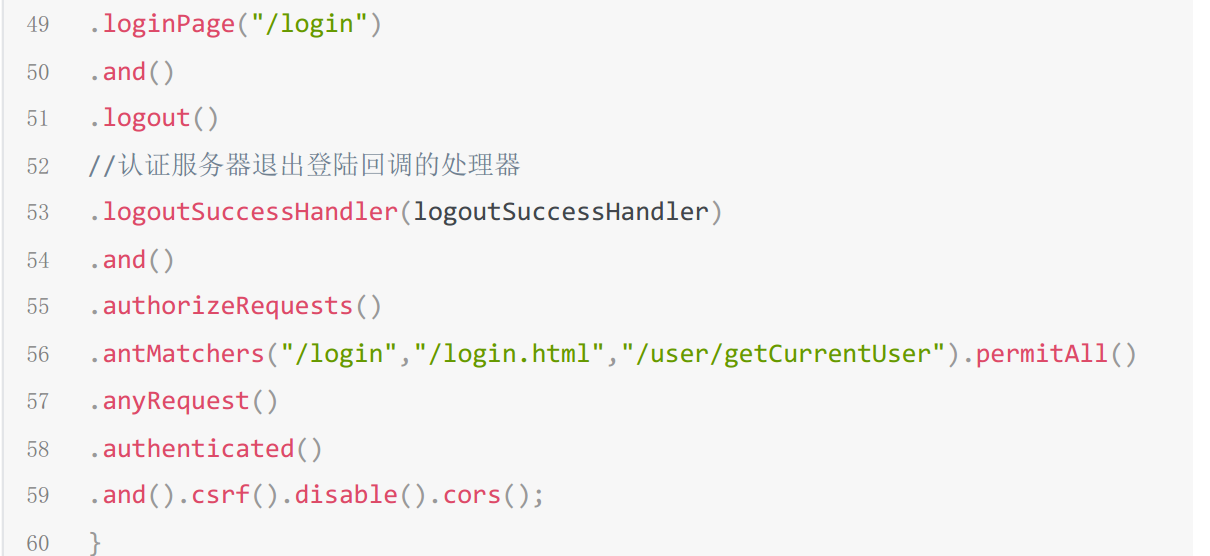 49 .loginPage("/login")
50 .and()
51 .logout()
52 //认证服务器退出登陆回调的处理器
53 .logoutSuccessHandler(logoutSuccessHandler)
54 .and()
55 .authorizeRequests()
56 .antMatchers("/login","/login.html","/user/getCurrentUser").permitAll()
57 .anyRequest()
58 .authenticated()
59 .and().csrf().disable().cors();
60 }